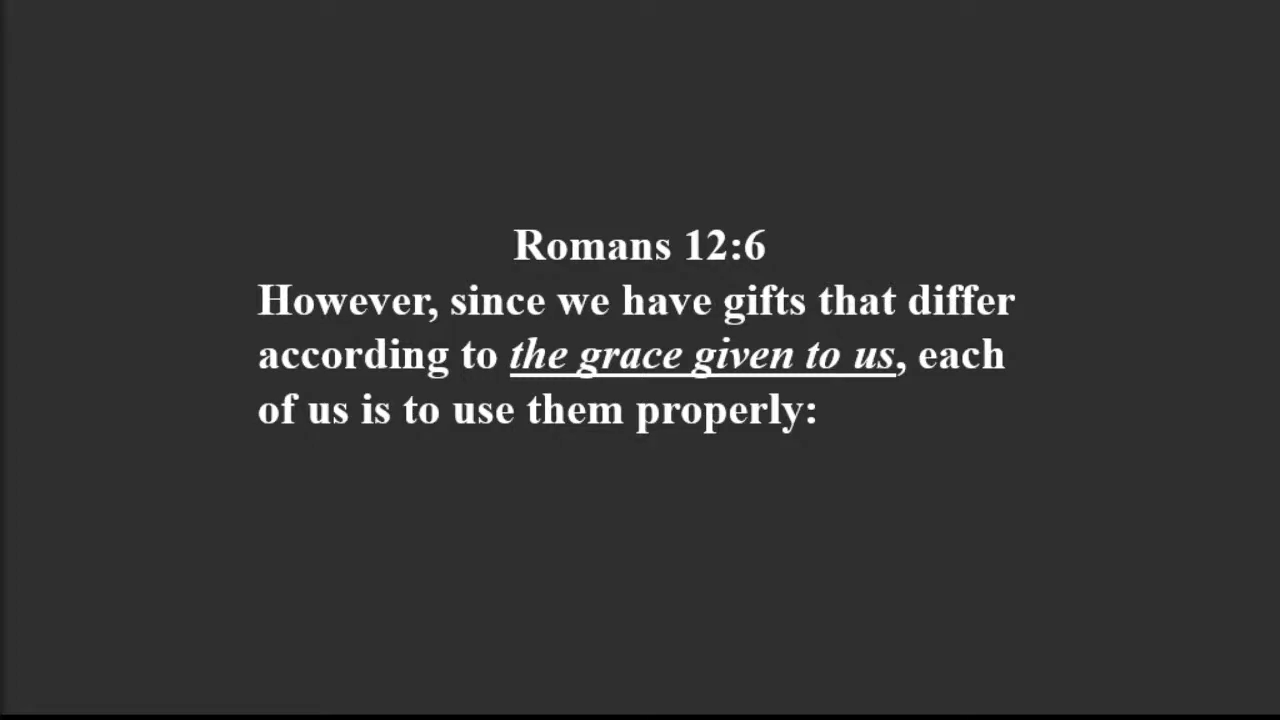 Romans 12:6
However, since we have gifts that differ
according to the grace given to us, each
of us is to use them properly: